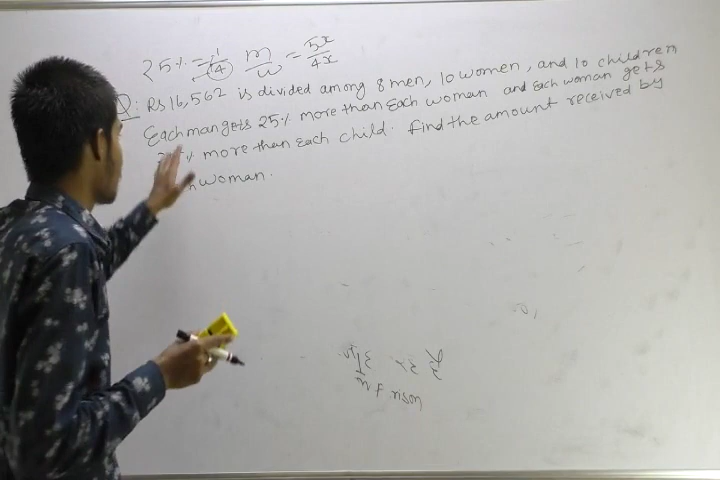 25% = 1/4 m/w = 5x/4x
Q: Rs 16,562 is divided among 8 men, 10 women, and 10 children
Each man gets 25% more than Each woman and Each woman gets
% more than Each child. find the amount received by
woman.